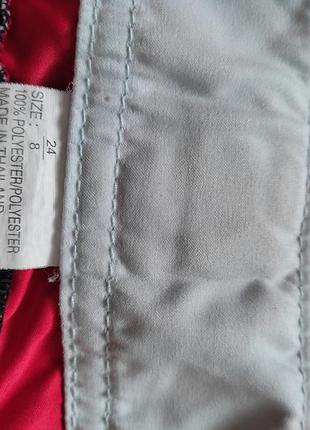 SIZE: 24
8
100% POLYESTER/POLYESTER
MADE IN THAILAND